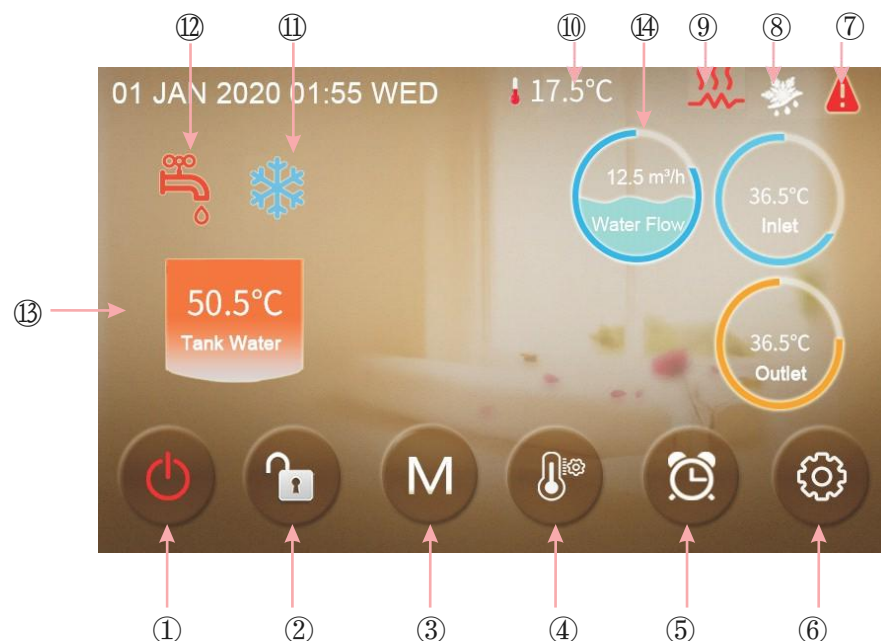 ⑫ ⑪ ⑩ ⑭ ⑨ ⑧ ⑦
01 JAN 2020 01:55 WED
17.5°C
12.5 m³/h
Water Flow
36.5°C
Inlet
⑬
50.5°C
Tank Water
36.5°C
Outlet
M
① ② ③ ④ ⑤ ⑥